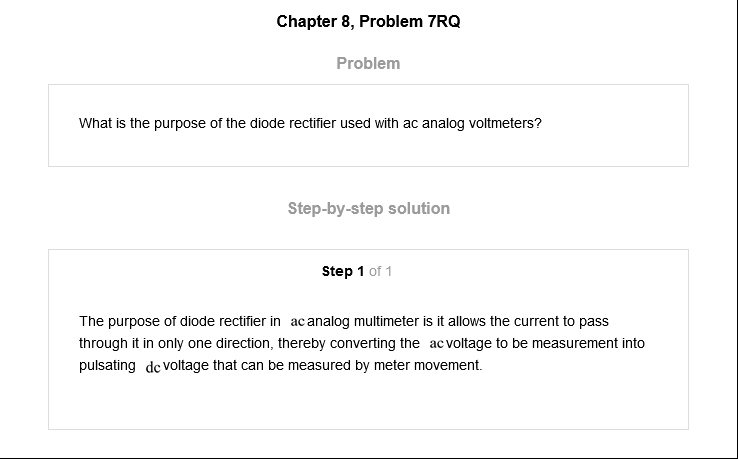 Chapter 8, Problem 7RQ
Problem
What is the purpose of the diode rectifier used with ac analog voltmeters?
Step-by-step solution
Step 1 of 1
The purpose of diode rectifier in ac analog multimeter is it allows the current to pass
through it in only one direction, thereby converting the ac voltage to be measurement into
pulsating dc voltage that can be measured by meter movement.